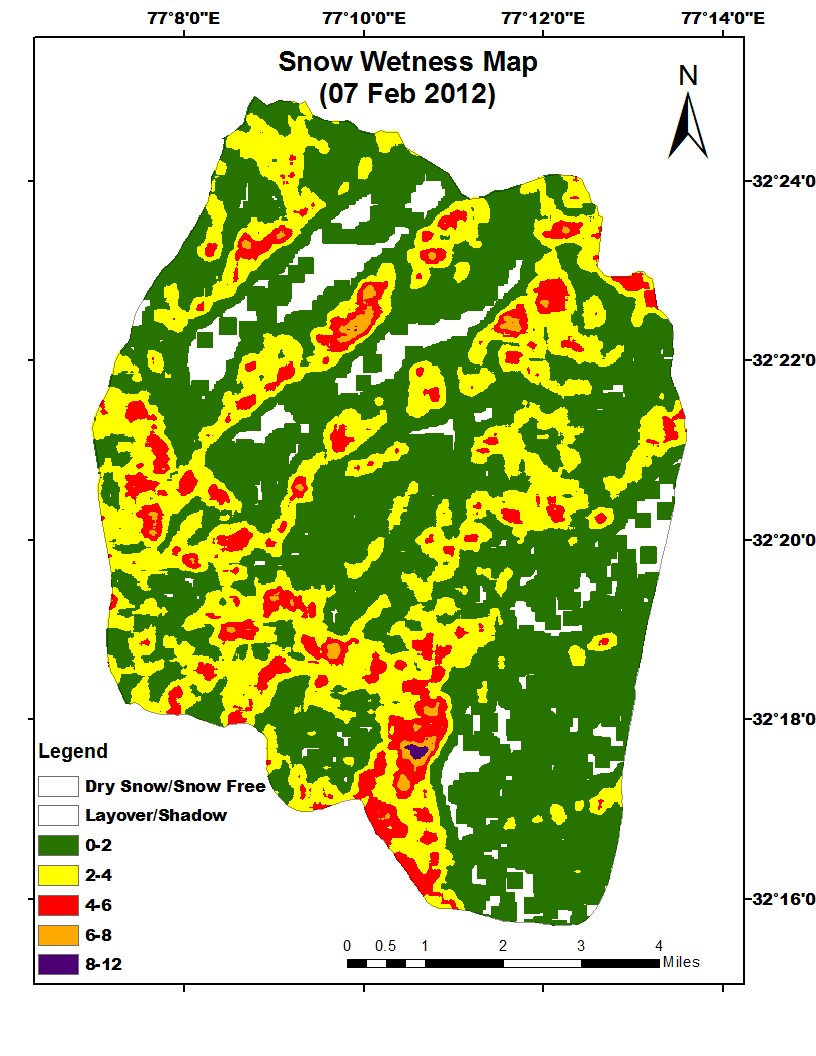 77°8'0"E 77°10'0"E 77°12'0"E 77°14'0"E
Snow Wetness Map
(07 Feb 2012)
N
32°24'0
32°22'0
32°20'0
32°18'0
Legend
Dry Snow/Snow Free
Layover/Shadow
0-2
2-4
32°16'0
4-6
6-8
8-12
0 0.5 1 2 3 4
Miles